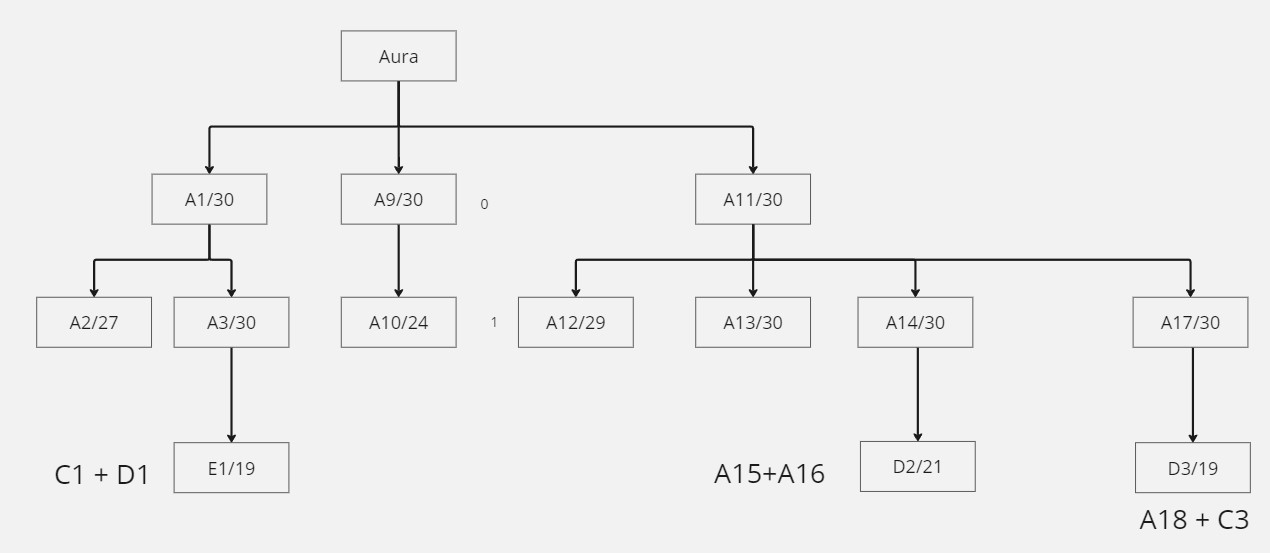 Aura
A1/30
A9/30
0
A11/30
A2/27
A3/30
A10/24
1
A12/29
A13/30
A14/30
A17/30
C1 + D1
E1/19
A15+A16
D2/21
D3/19
A18 + C3